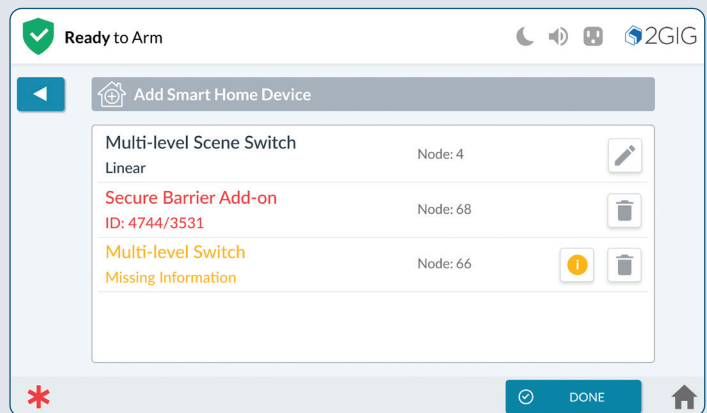 Ready to Arm
2GIG
Add Smart Home Device
Multi-level Scene Switch
Linear
Node: 4
Secure Barrier Add-on
ID: 4744/3531
Node: 68
Multi-level Switch
Missing Information
Node: 66
i
DONE